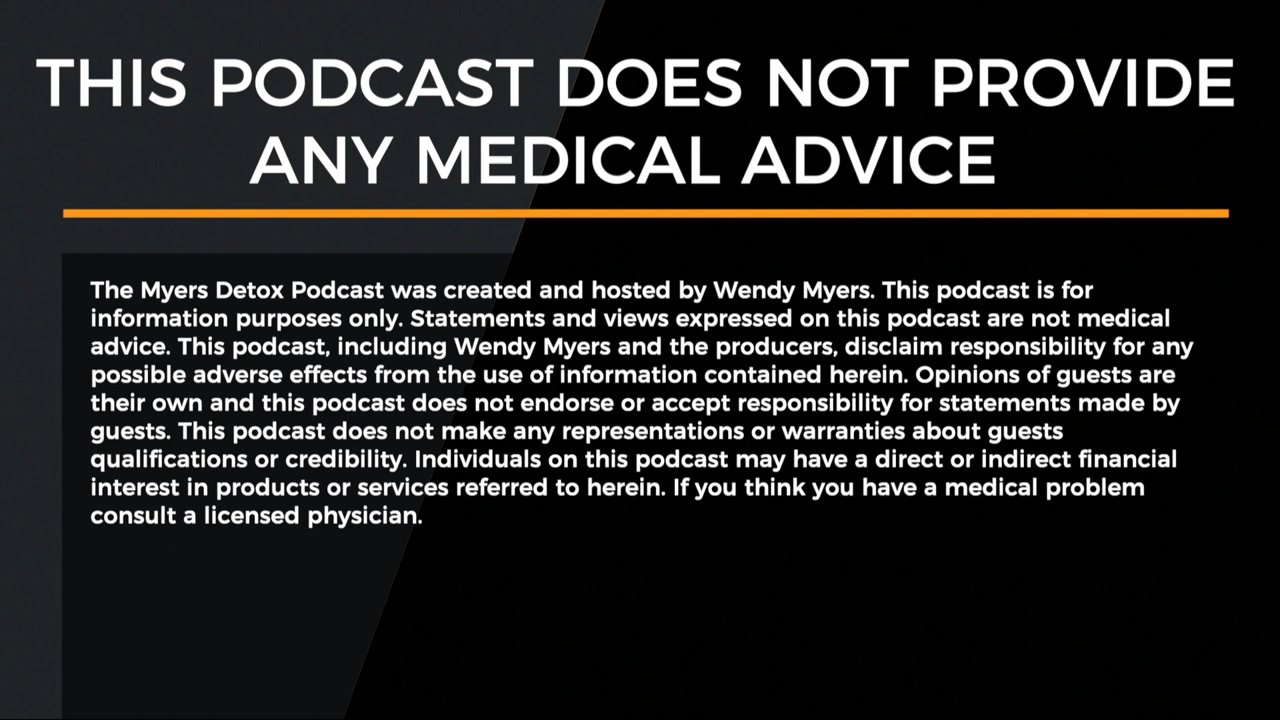 THIS PODCAST DOES NOT PROVIDE
ANY MEDICAL ADVICE
The Myers Detox Podcast was created and hosted by Wendy Myers. This podcast is for
information purposes only. Statements and views expressed on this podcast are not medical
advice. This podcast, including Wendy Myers and the producers, disclaim responsibility for any
possible adverse effects from the use of information contained herein. Opinions of guests are
their own and this podcast does not endorse or accept responsibility for statements made by
guests. This podcast does not make any representations or warranties about guests
qualifications or credibility. Individuals on this podcast may have a direct or indirect financial
interest in products or services referred to herein. If you think you have a medical problem
consult a licensed physician.